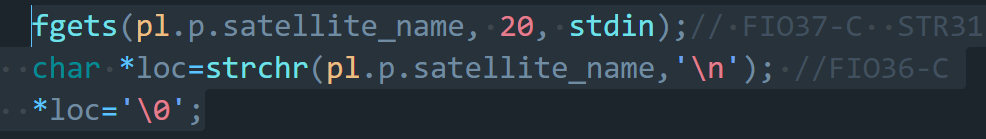 fgets(pl.p.satellite_name, 20, stdin);// FIO37-C  STR31
char *loc=strchr(pl.p.satellite_name,'\n'); //FIO36-C
*loc='\0';